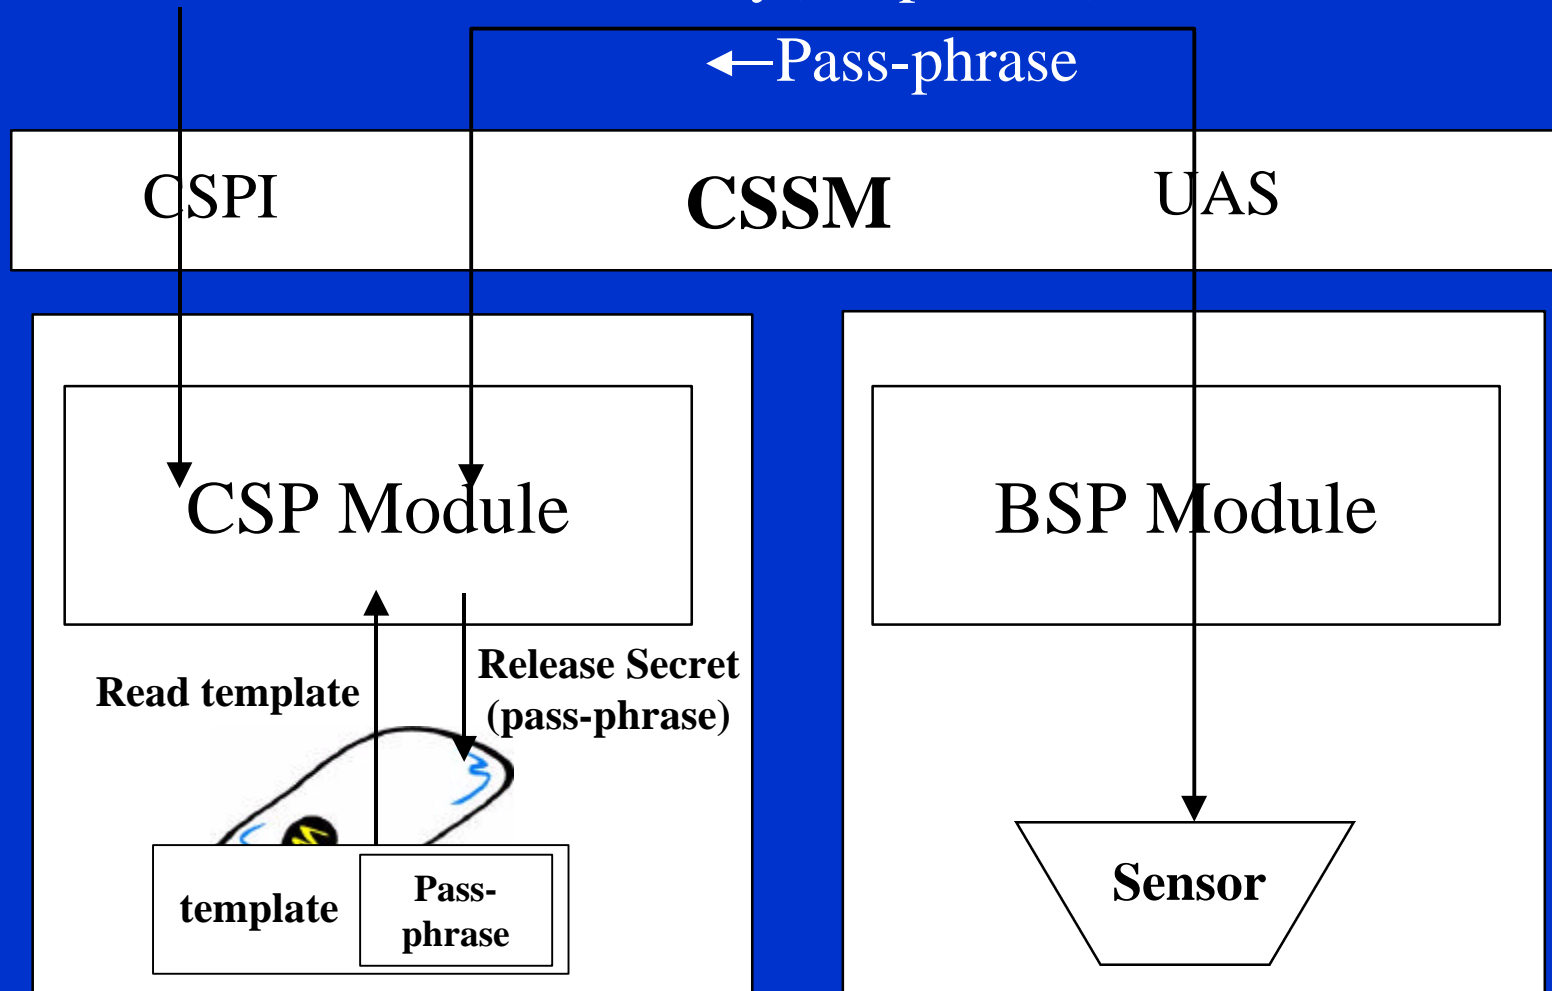 Pass-phrase
CSPI CSSM UAS
CSP Module
BSP Module
Read template
Release Secret
(pass-phrase)
template
Pass-
phrase
Sensor